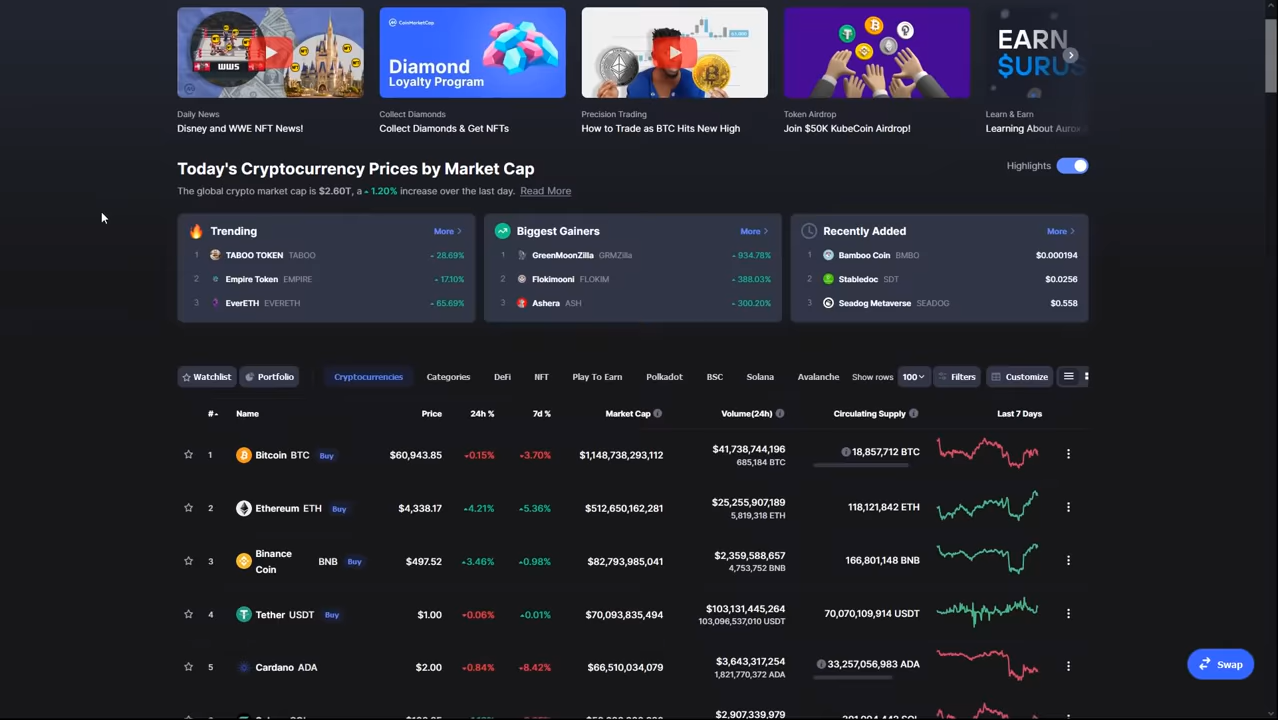 WWS
CoinMarketCap
Diamond
Loyalty Program
EARN
$URUS
Daily News
Disney and WWE NFT News!
Collect Diamonds
Collect Diamonds & Get NFTs
Precision Trading
How to Trade as BTC Hits New High
Token Airdrop
Join $50K KubeCoin Airdrop!
Learn & Earn
Learning About Aurox
Today's Cryptocurrency Prices by Market Cap
Highlights
The global crypto market cap is $2.60T, a 1.20% increase over the last day. Read More
Trending More
1 TABOO TOKEN TABOO 28.69%
2 Empire Token EMPIRE 17.10%
3 EverETH EVERETH 65.69%
Biggest Gainers More
1 GreenMoonZilla GRMZilla 934.78%
2 Flokimooni FLOKIM 388.03%
3 Ashera ASH 300.20%
Recently Added More
1 Bamboo Coin BMBO $0.000194
2 Stabledoc SDT $0.0256
3 Seadog Metaverse SEADOG $0.558
Watchlist Portfolio Cryptocurrencies Categories DeFi NFT Play To Earn Polkadot BSC Solana Avalanche Show rows 100 Filters Customize
# Name Price 24h % 7d % Market Cap Volume(24h) Circulating Supply Last 7 Days
1 Bitcoin BTC Buy $60,943.85 0.15% 3.70% $1,148,738,293,112 $41,738,744,196 18,857,712 BTC
685,184 BTC
2 Ethereum ETH Buy $4,338.17 4.21% 5.36% $512,650,162,281 $25,255,907,189 118,121,842 ETH
5,819,318 ETH
3 Binance Coin BNB Buy $497.52 3.46% 0.98% $82,793,985,041 $2,359,588,657 166,801,148 BNB
4,753,752 BNB
4 Tether USDT Buy $1.00 0.06% 0.01% $70,093,835,494 $103,131,445,264 70,070,109,914 USDT
103,096,537,010 USDT
5 Cardano ADA $2.00 0.84% 8.42% $66,510,034,079 $3,643,317,254 33,257,056,983 ADA
1,821,770,372 ADA
Swap
$2,907,339,979